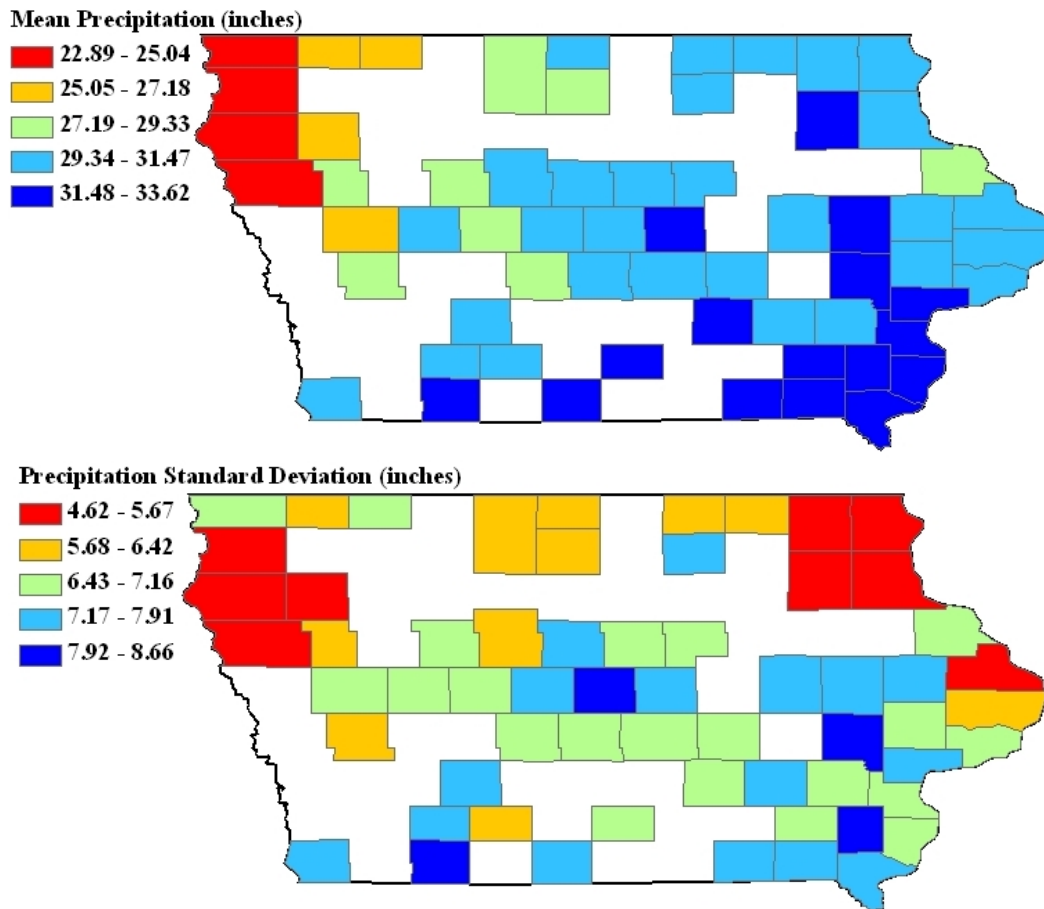 Mean Precipitation (inches)
22.89 - 25.04
25.05 - 27.18
27.19 - 29.33
29.34 - 31.47
31.48 - 33.62
Precipitation Standard Deviation (inches)
4.62 - 5.67
5.68 - 6.42
6.43 - 7.16
7.17 - 7.91
7.92 - 8.66